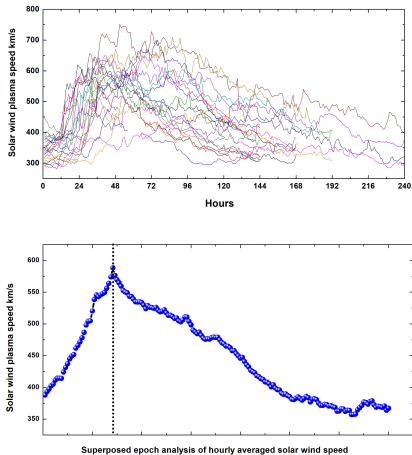 800
700
600
500
400
300
Solar wind plasma speed km/s
0 24 48 72 96 120 144 168 192 216 240
Hours
600
550
500
450
400
350
Solar wind plasma speed km/s
Superposed epoch analysis of hourly averaged solar wind speed